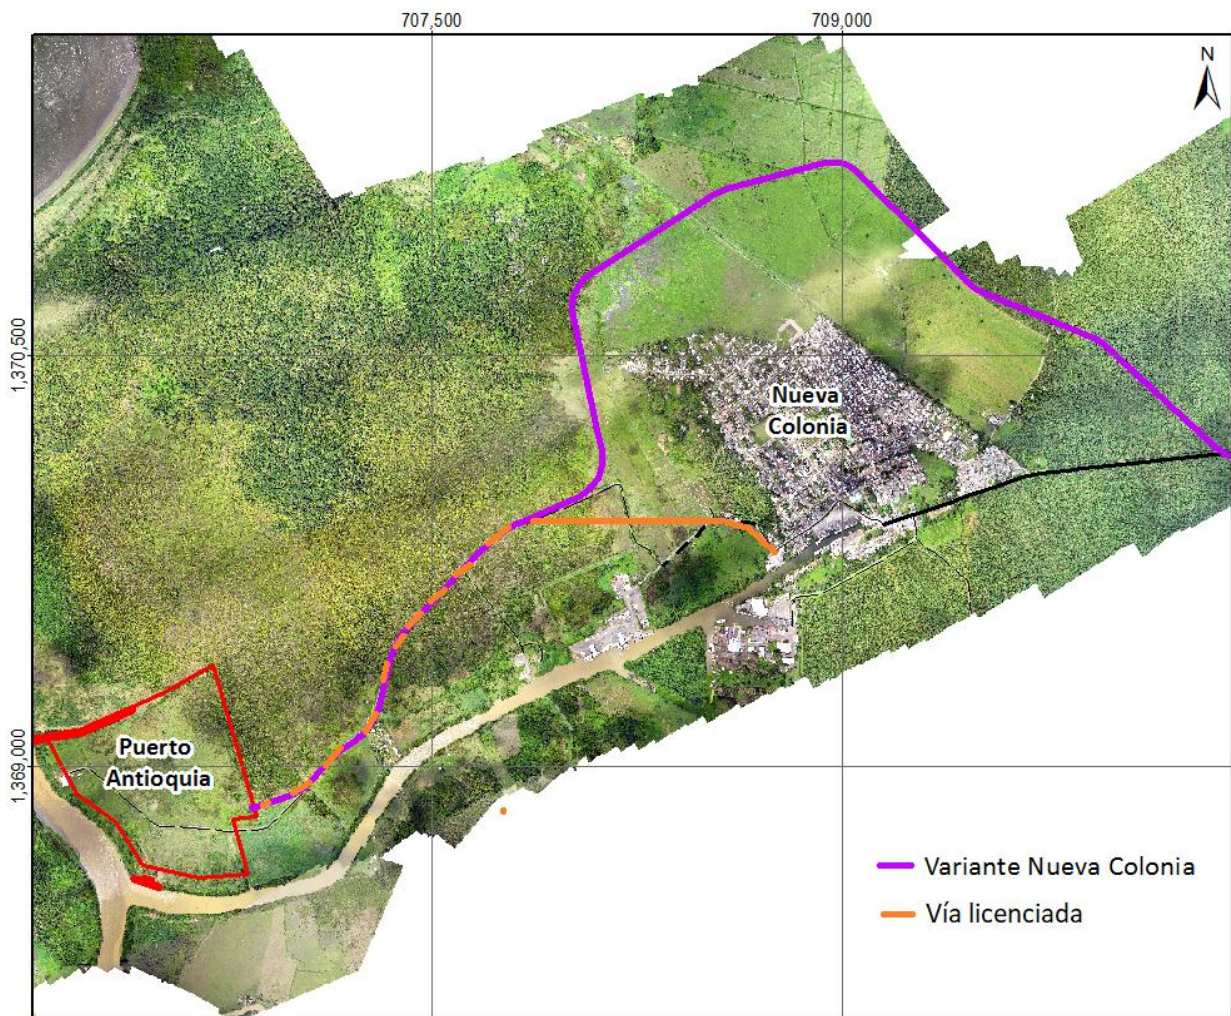 707,500
709,000
N
1,370,500
Nueva
Colonia
1,369,000
Puerto
Antioquia
Variante Nueva Colonia
Vía licenciada